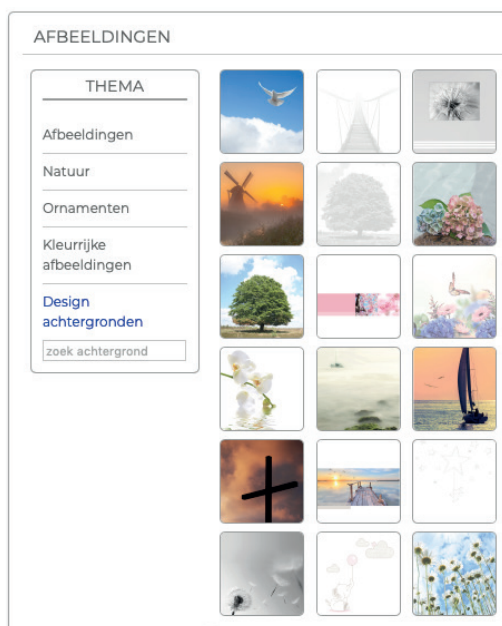 AFBEELDINGEN
THEMA
Afbeeldingen
Natuur
Ornamenten
Kleurrijke
afbeeldingen
Design
achtergronden
zoek achtergrond